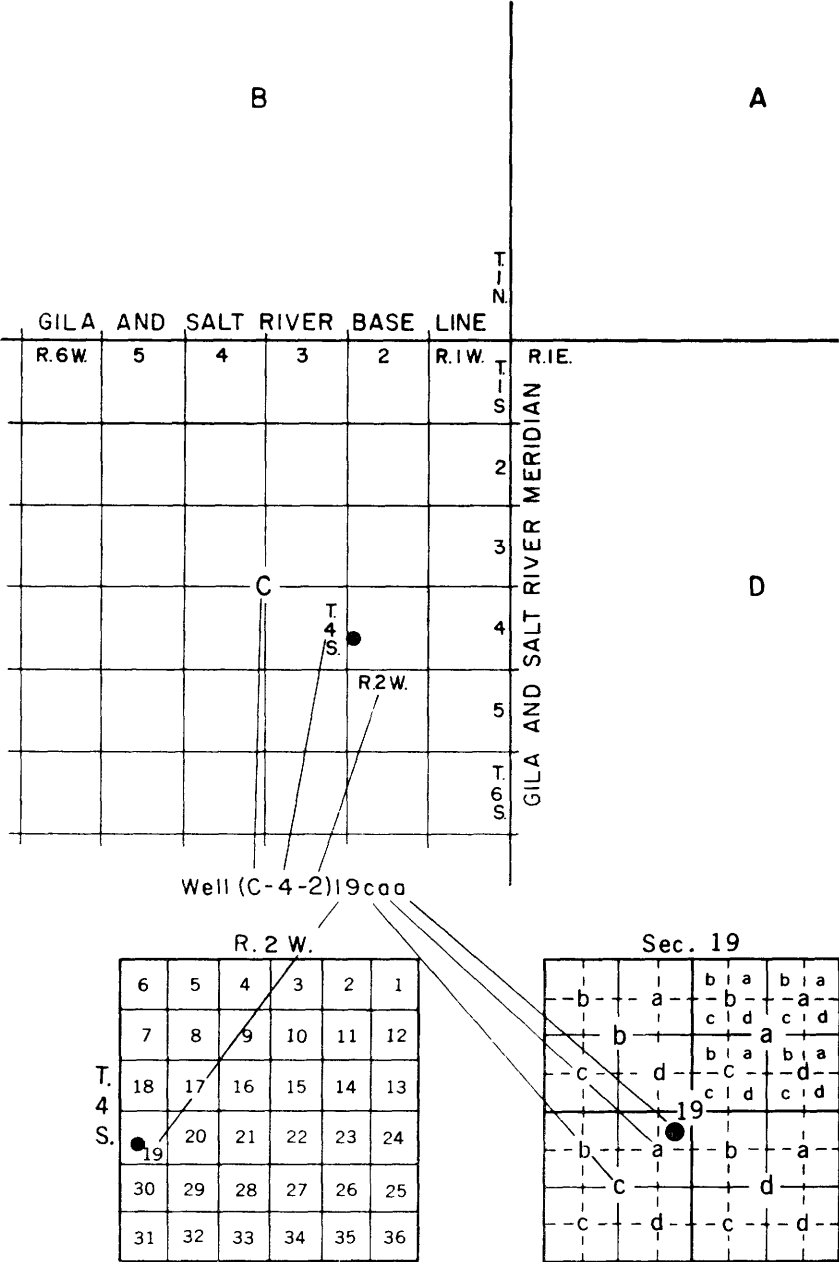 B A
T.
1
N.
GILA AND SALT RIVER BASE LINE
R.6W. 5 4 3 2 R.1W. R.1E.
T.
1
S
2
3
4
5
T.
6
S.
GILA AND SALT RIVER MERIDIAN
C D
T.
4
S.
R.2W.
Well (C-4-2)19caa
R. 2 W.
T.
4
S.
6 5 4 3 2 1
7 8 9 10 11 12
18 17 16 15 14 13
19 20 21 22 23 24
30 29 28 27 26 25
31 32 33 34 35 36
Sec. 19
b a b a
b a b a
c d c d
b a
b a b a
c d c d
c d c d
19
b a b a
c d
c d c d